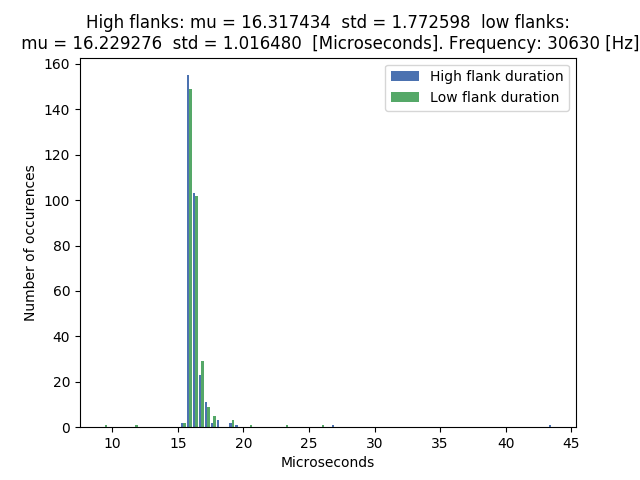 High flanks: mu = 16.317434  std = 1.772598  low flanks:
mu = 16.229276  std = 1.016480  [Microseconds]. Frequency: 30630 [Hz]
High flank duration
Low flank duration
Number of occurences
160
140
120
100
80
60
40
20
0
10 15 20 25 30 35 40 45
Microseconds